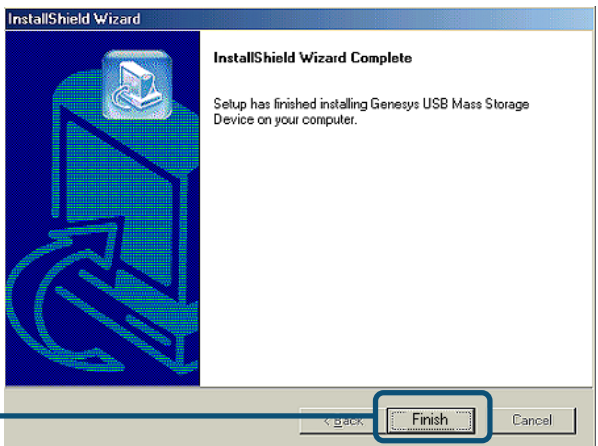 InstallShield Wizard
InstallShield Wizard Complete
Setup has finished installing Genesys USB Mass Storage
Device on your computer.
< Back
Finish
Cancel